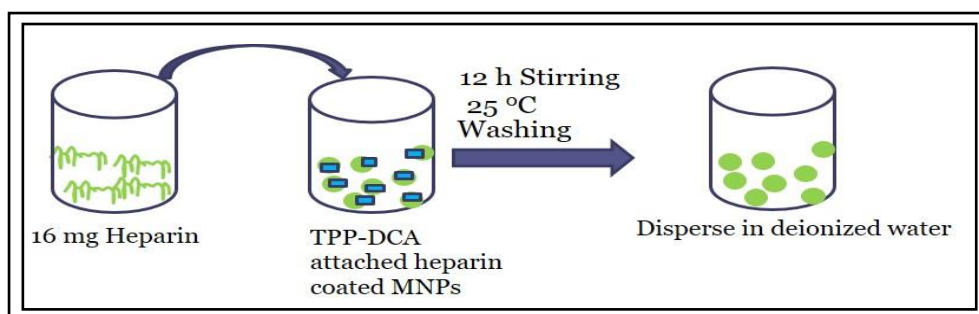 12 h Stirring
25 °C
Washing
16 mg Heparin
TPP-DCA
attached heparin
coated MNPs
Disperse in deionized water